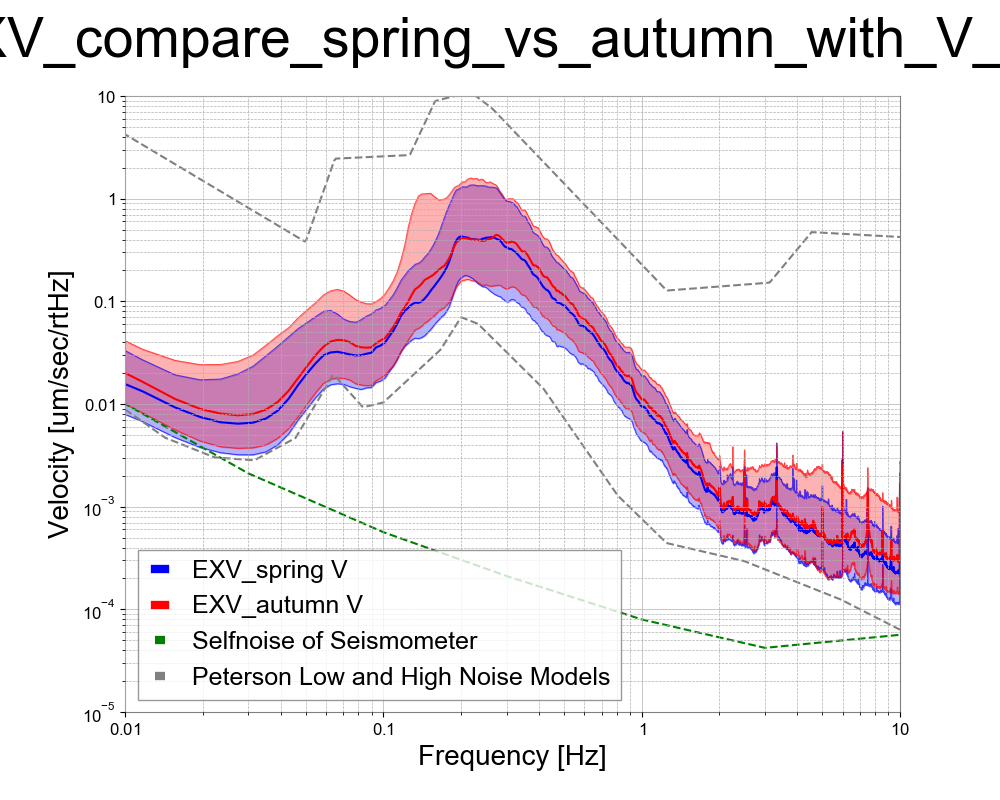 XV_compare_spring_vs_autumn_with_V_
10
1
0.1
0.01
10⁻³
10⁻⁴
10⁻⁵
Velocity [um/sec/rtHz]
EXV_spring V
EXV_autumn V
Selfnoise of Seismometer
Peterson Low and High Noise Models
0.01 0.1 1 10
Frequency [Hz]